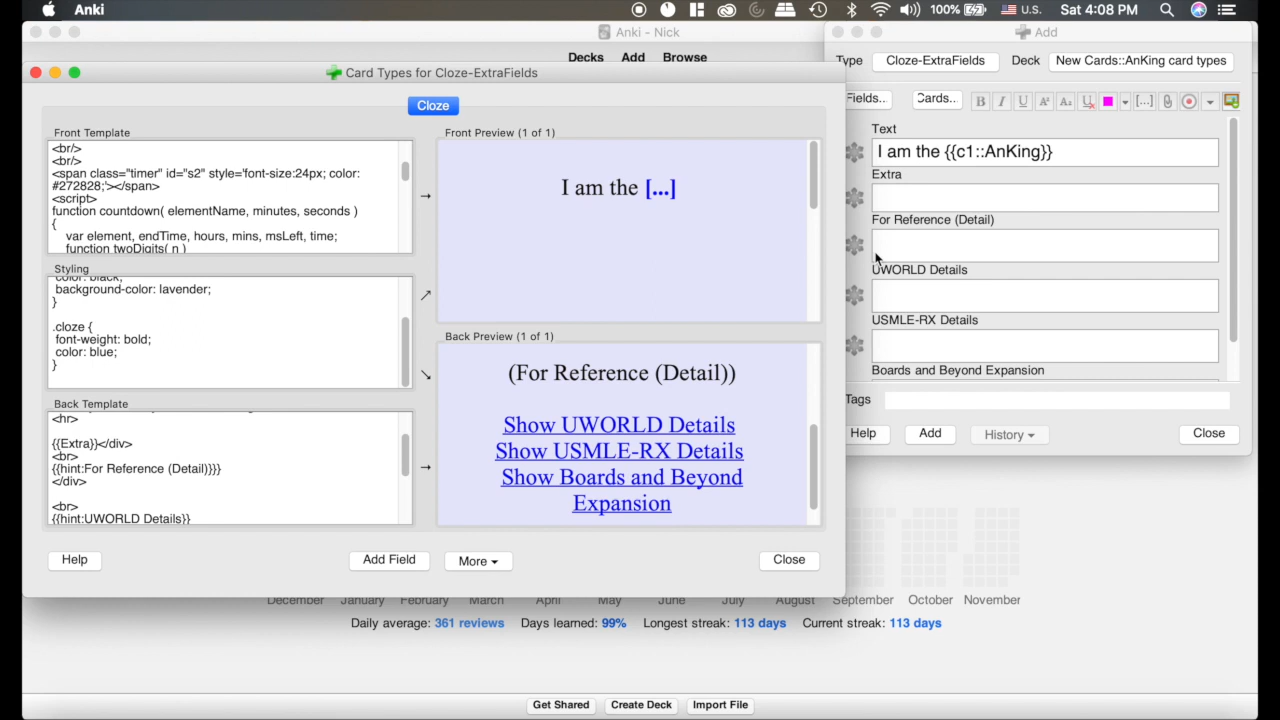 Anki
100%
U.S.
Sat 4:08 PM
Anki - Nick
Add
Decks Add Browse
Type Cloze-ExtraFields Deck New Cards::AnKing card types
Card Types for Cloze-ExtraFields
Fields... Cards... B I U
Cloze
Front Template
<br/>
<br/>
<span class="timer" id="s2" style='font-size:24px; color:
#272828;'></span>
<script>
function countdown( elementName, minutes, seconds )
{
var element, endTime, hours, mins, msLeft, time;
function twoDigits( n )
Front Preview (1 of 1)
I am the [...]
Text
I am the {{c1::AnKing}}
Extra
For Reference (Detail)
UWORLD Details
USMLE-RX Details
Boards and Beyond Expansion
Tags
Help Add History Close
Styling
color: black;
background-color: lavender;
}
.cloze {
font-weight: bold;
color: blue;
}
Back Preview (1 of 1)
(For Reference (Detail))
Show UWORLD Details
Show USMLE-RX Details
Show Boards and Beyond
Expansion
Back Template
<hr>
{{Extra}}</div>
<br>
{{hint:For Reference (Detail)}}}
</div>
<br>
{{hint:UWORLD Details}}
Help Add Field More Close
December January February March April May June July August September October November
Daily average: 361 reviews Days learned: 99% Longest streak: 113 days Current streak: 113 days
Get Shared Create Deck Import File